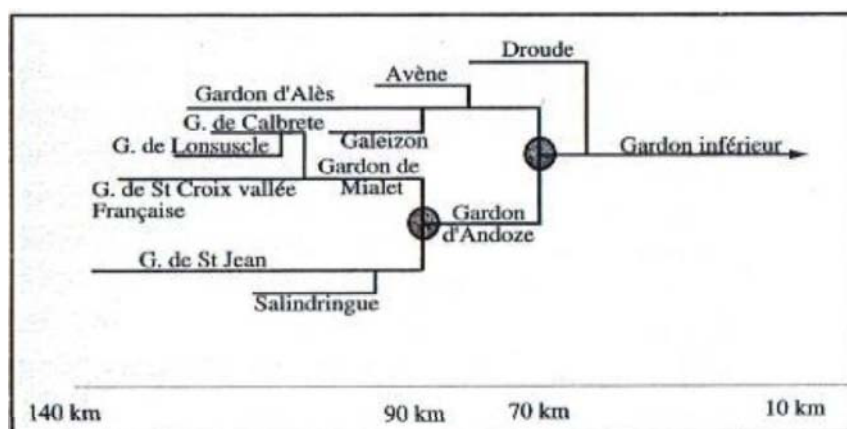 Droude
Avène
Gardon d'Alès
G. de Calbrete
Galeizon
G. de Lonsuscle
Gardon inférieur
G. de St Croix vallée
Française
Gardon de
Mialet
Gardon
d'Andoze
G. de St Jean
Salindringue
140 km
90 km
70 km
10 km